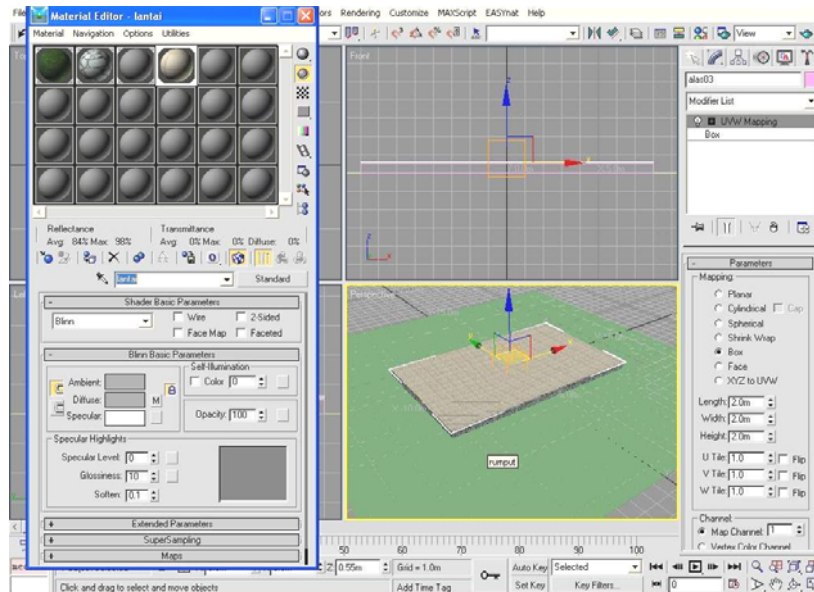 Material Editor - lantai
Material Navigation Options Utilities
Reflectance Transmittance
Avg: 84% Max: 98% Avg: 0% Max: 0% Diffuse: 0%
lantai Standard
- Shader Basic Parameters
Blinn Wire 2-Sided
Face Map Faceted
- Blinn Basic Parameters
Self-Illumination
Ambient: Color 0
Diffuse: M
Specular: Opacity: 100
Specular Highlights
Specular Level: 0
Glossiness: 10
Soften: 0.1
+ Extended Parameters
+ SuperSampling
+ Maps
Rendering Customize MAXScript EASYnat Help
View
Front
z
x
z
x
Perspective
rumput
alas03
Modifier List
UVW Mapping
Box
- Parameters
Mapping:
Planar
Cylindrical Cap
Spherical
Shrink Wrap
Box
Face
XYZ to UVW
Length: 2.0m
Width: 2.0m
Height: 2.0m
U Tile: 1.0 Flip
V Tile: 1.0 Flip
W Tile: 1.0 Flip
Channel:
Map Channel: 1
Vertex Color Channel
50 60 70 80 90 100
Z: 0.55m Grid = 1.0m Auto Key Selected
Click and drag to select and move objects Add Time Tag Set Key Key Filters... 0